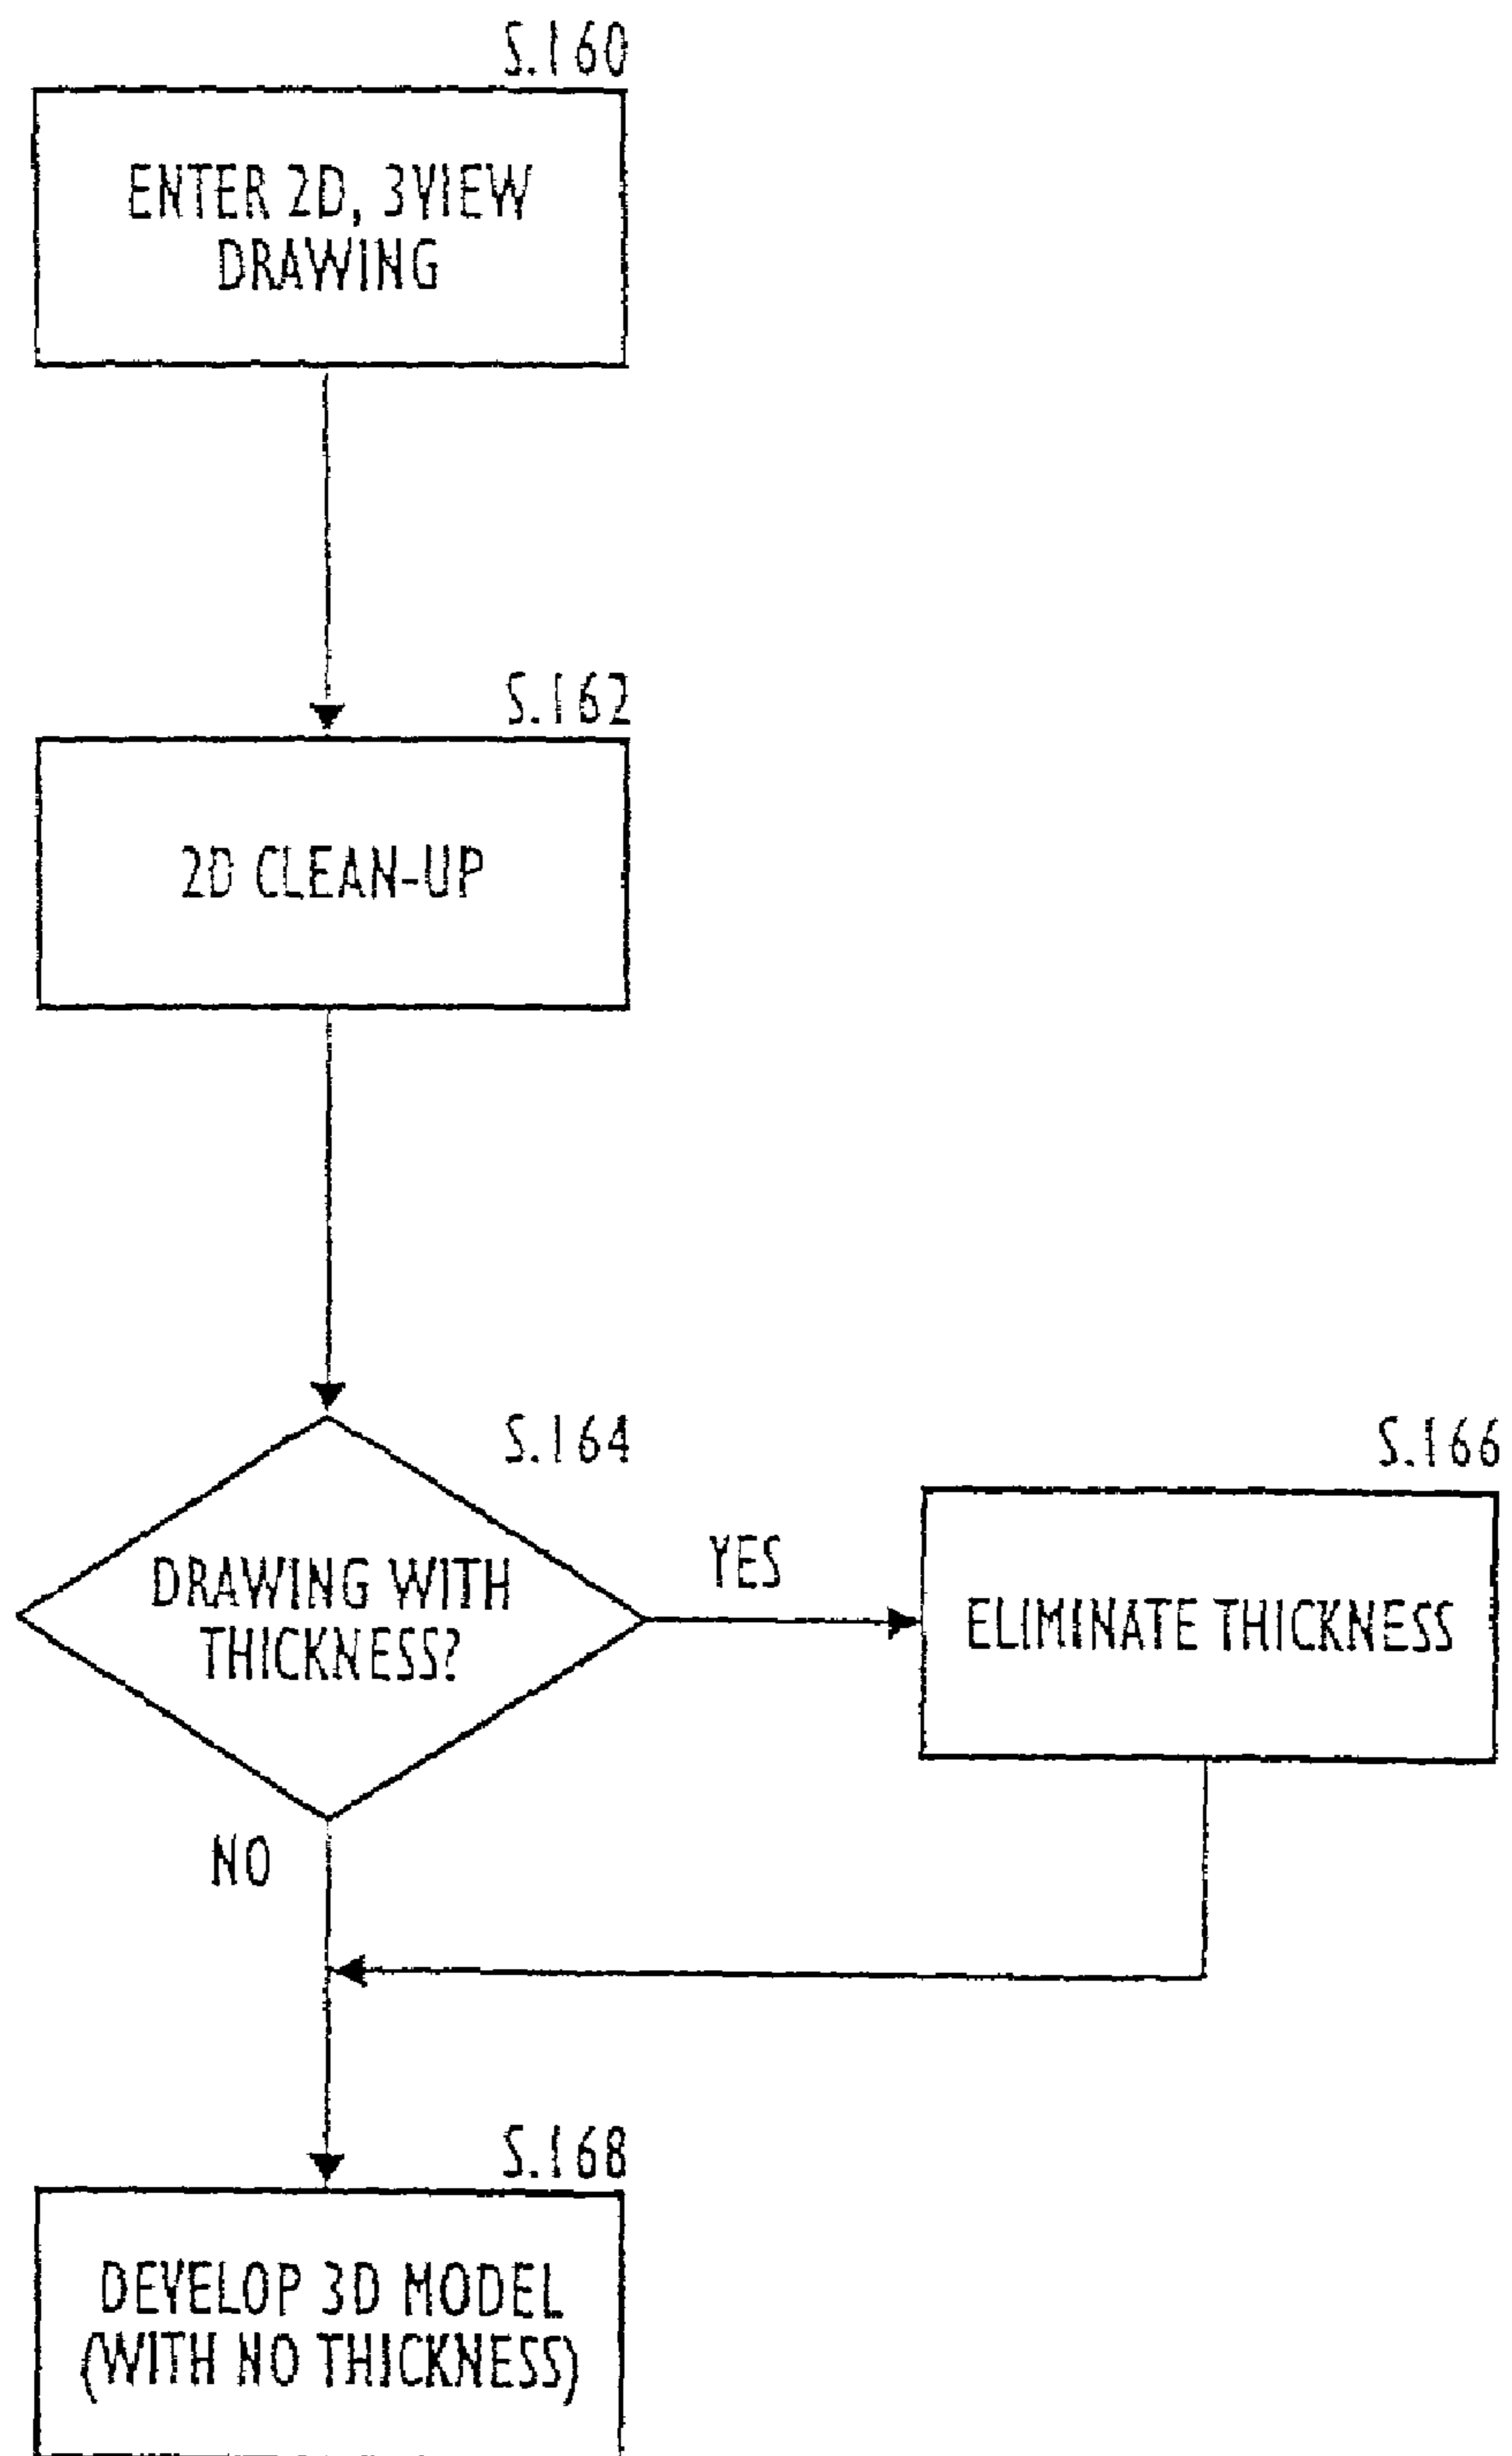 S.160
ENTER 2D, 3VIEW
DRAWING
S.162
2D CLEAN-UP
S.164
DRAWING WITH
THICKNESS?
YES
S.166
ELIMINATE THICKNESS
NO
S.168
DEVELOP 3D MODEL
(WITH NO THICKNESS)